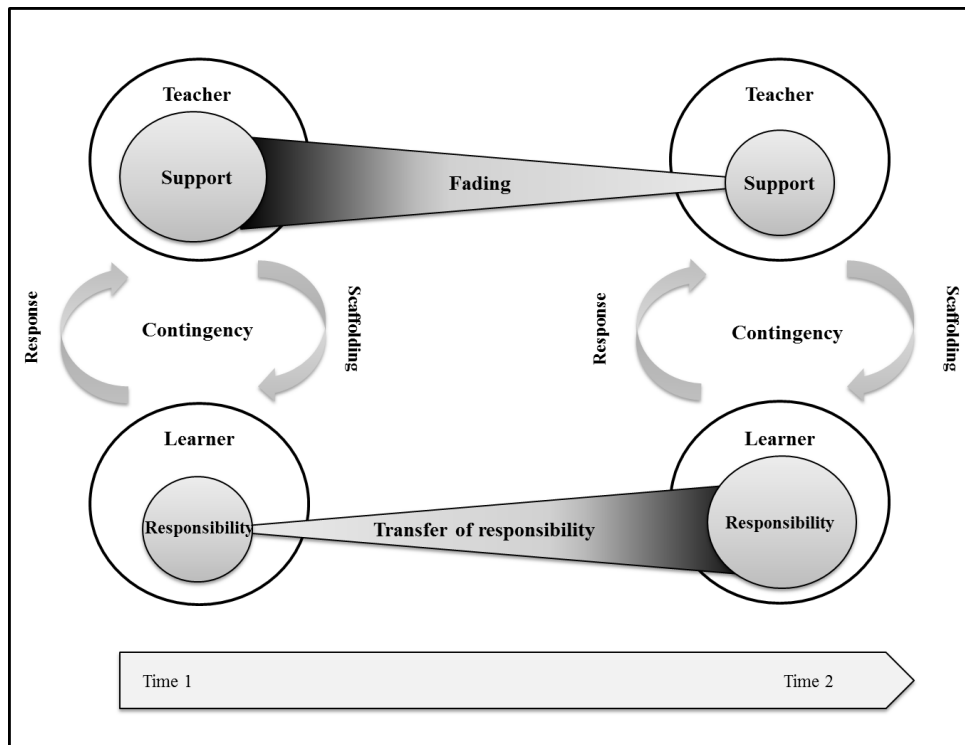 Teacher
Teacher
Support
Fading
Support
Response
Contingency
Scaffolding
Response
Contingency
Scaffolding
Learner
Learner
Responsibility
Transfer of responsibility
Responsibility
Time 1
Time 2